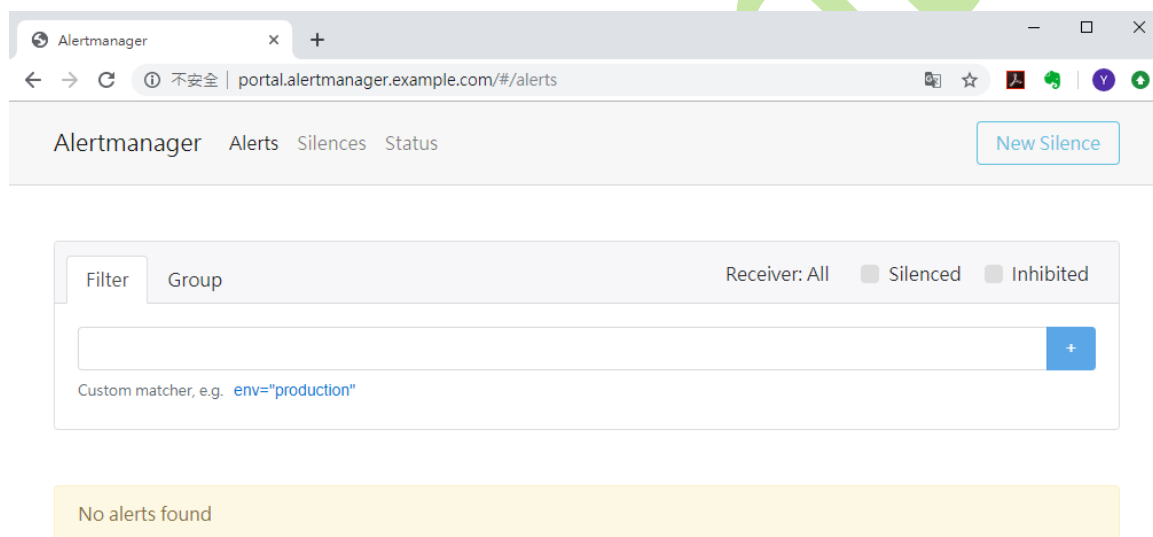 Alertmanager
不安全 | portal.alertmanager.example.com/#/alerts
Y
Alertmanager Alerts Silences Status New Silence
Filter Group Receiver: All Silenced Inhibited
+
Custom matcher, e.g. env="production"
No alerts found